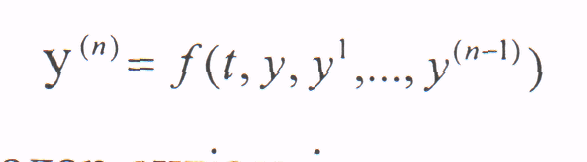 y^{(n)} = f(t, y, y^1, ..., y^{(n-1)})